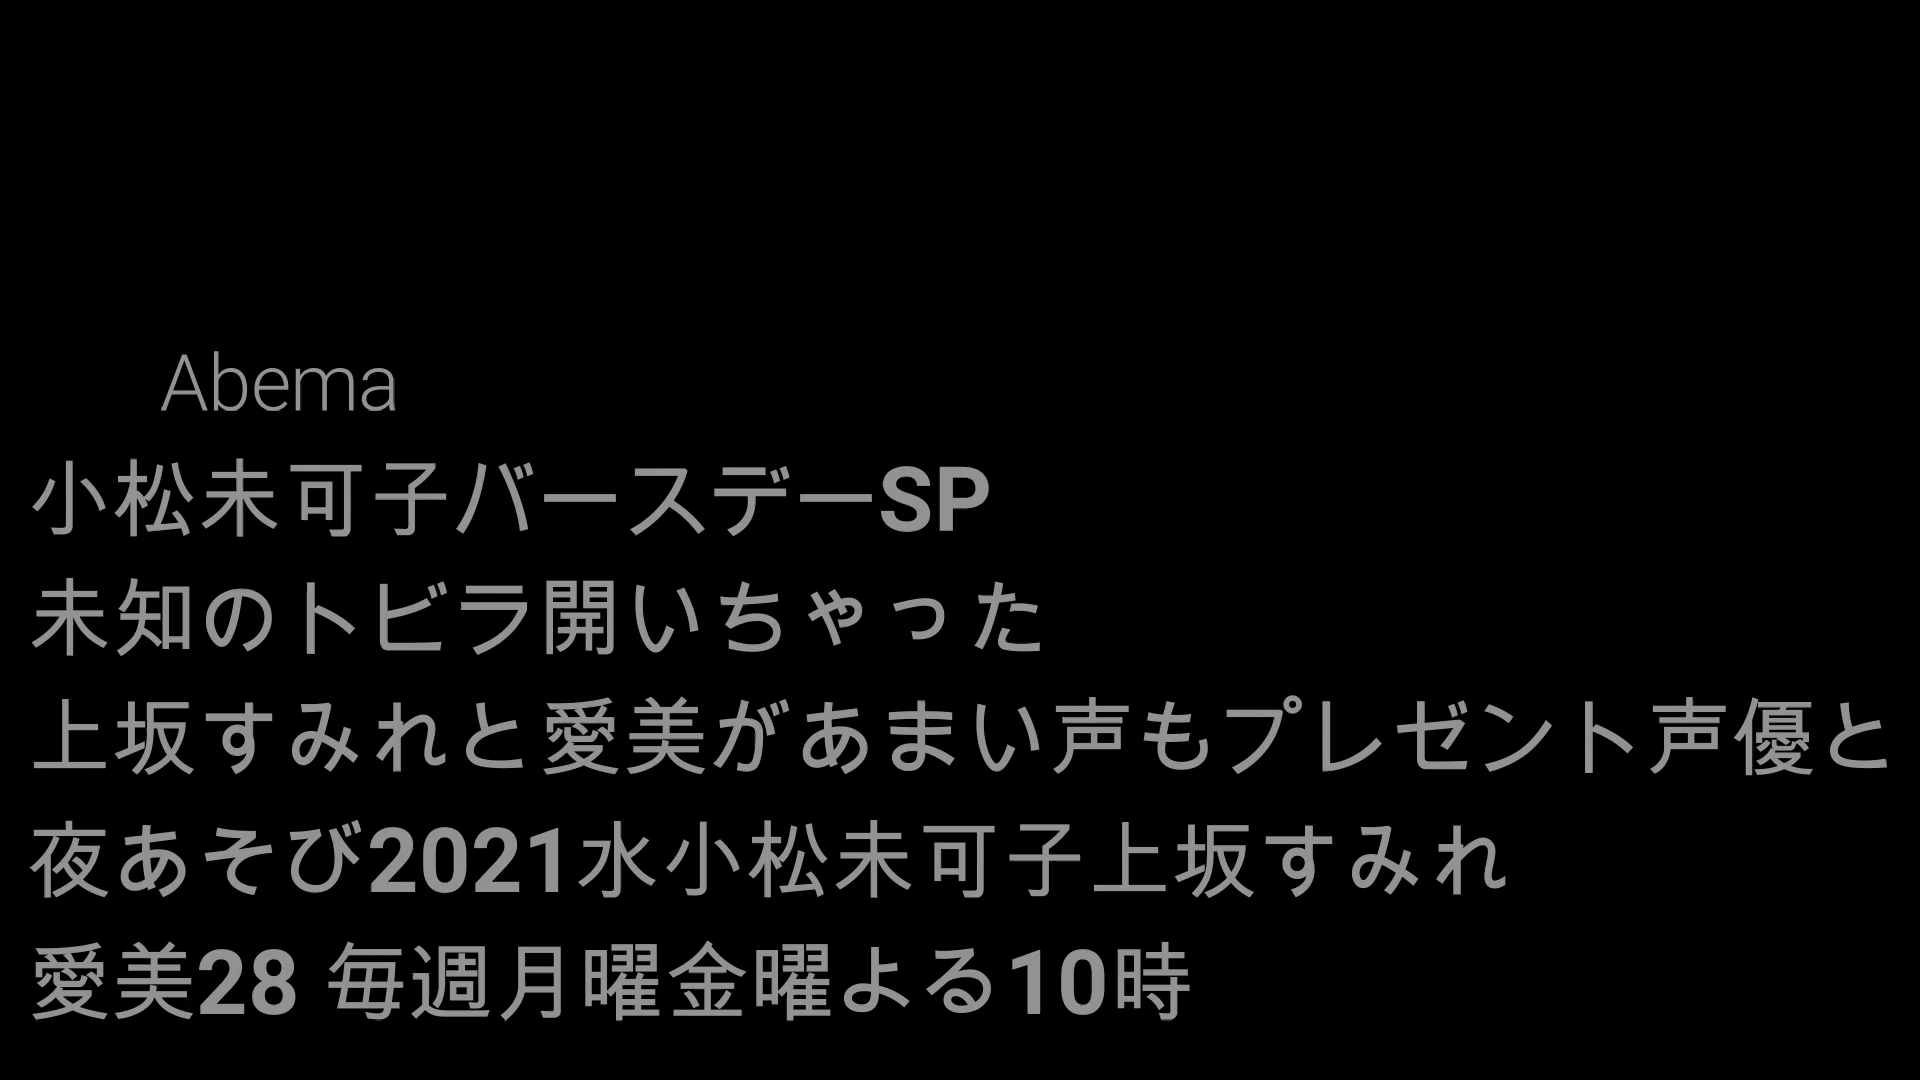 Abema
小松未可子バースデーSP
未知のトビラ開いちゃった
上坂すみれと愛美があまい声もプレゼント声優と
夜あそび2021水小松未可子上坂すみれ
愛美28 毎週月曜金曜よる10時